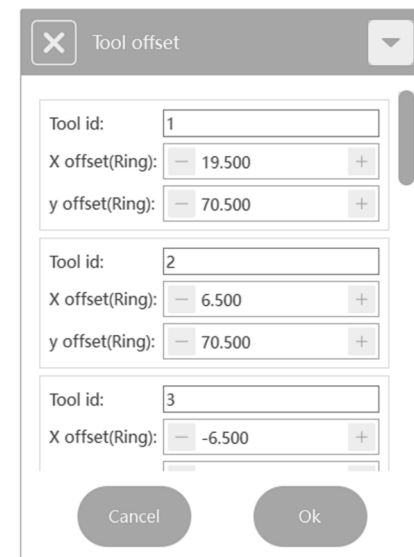 Tool offset
Tool id: 1
X offset(Ring): − 19.500 +
y offset(Ring): − 70.500 +
Tool id: 2
X offset(Ring): − 6.500 +
y offset(Ring): − 70.500 +
Tool id: 3
X offset(Ring): − -6.500 +
Cancel Ok